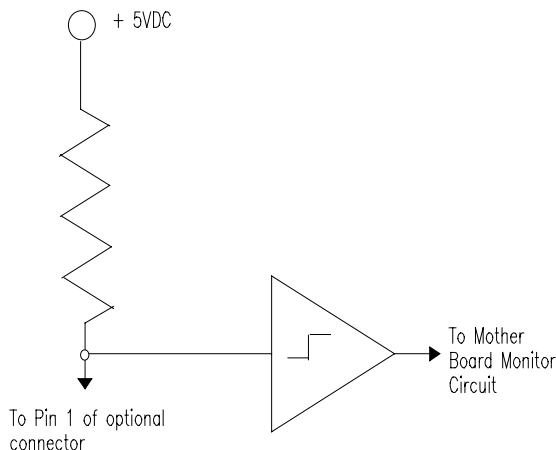 + 5VDC
To Mother
Board Monitor
Circuit
To Pin 1 of optional
connector